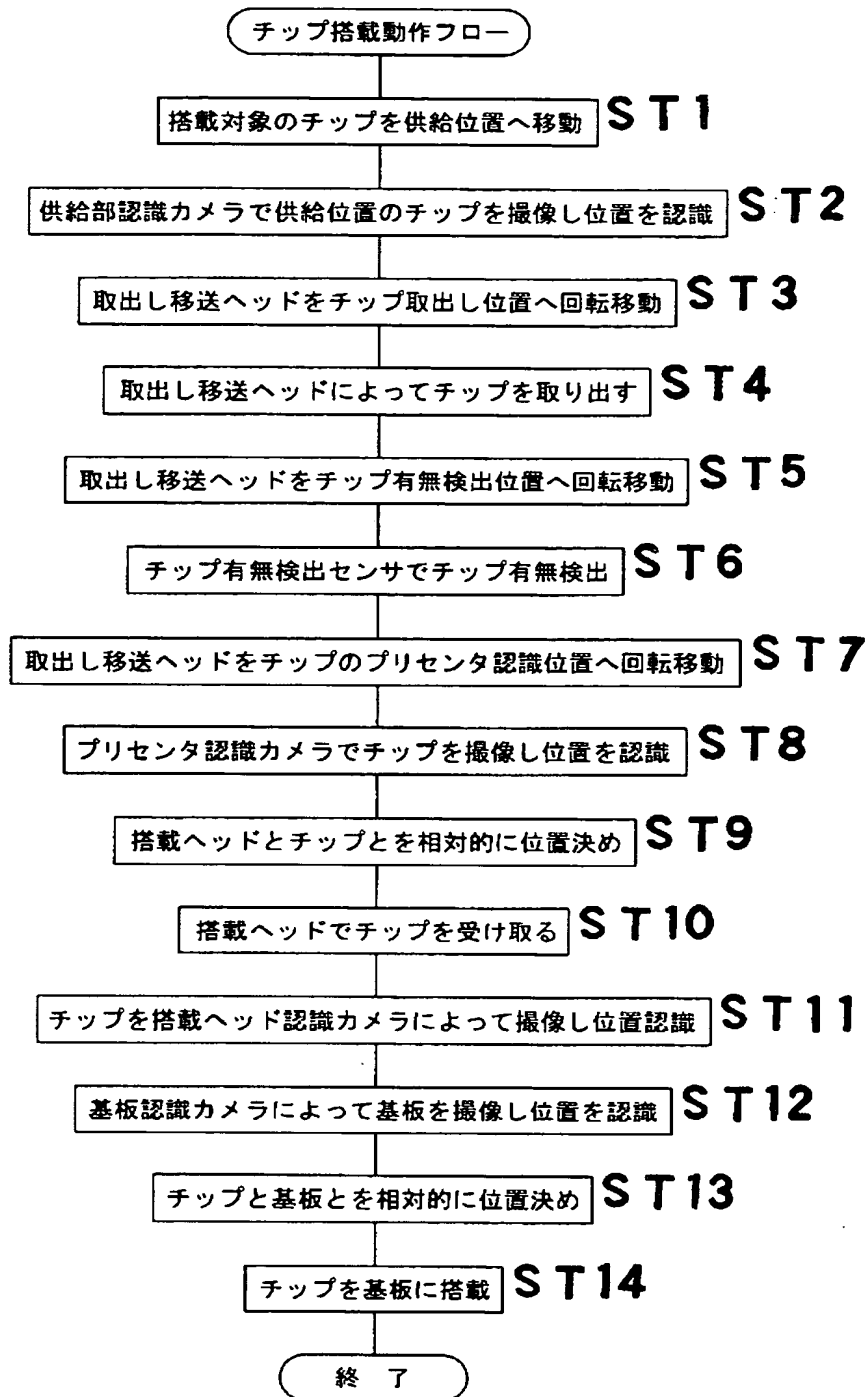 チップ搭載動作フロー
搭載対象のチップを供給位置へ移動 ST1
供給部認識カメラで供給位置のチップを撮像し位置を認識 ST2
取出し移送ヘッドをチップ取出し位置へ回転移動 ST3
取出し移送ヘッドによってチップを取り出す ST4
取出し移送ヘッドをチップ有無検出位置へ回転移動 ST5
チップ有無検出センサでチップ有無検出 ST6
取出し移送ヘッドをチップのプリセンタ認識位置へ回転移動 ST7
プリセンタ認識カメラでチップを撮像し位置を認識 ST8
搭載ヘッドとチップとを相対的に位置決め ST9
搭載ヘッドでチップを受け取る ST10
チップを搭載ヘッド認識カメラによって撮像し位置認識 ST11
基板認識カメラによって基板を撮像し位置を認識 ST12
チップと基板とを相対的に位置決め ST13
チップを基板に搭載 ST14
終 了